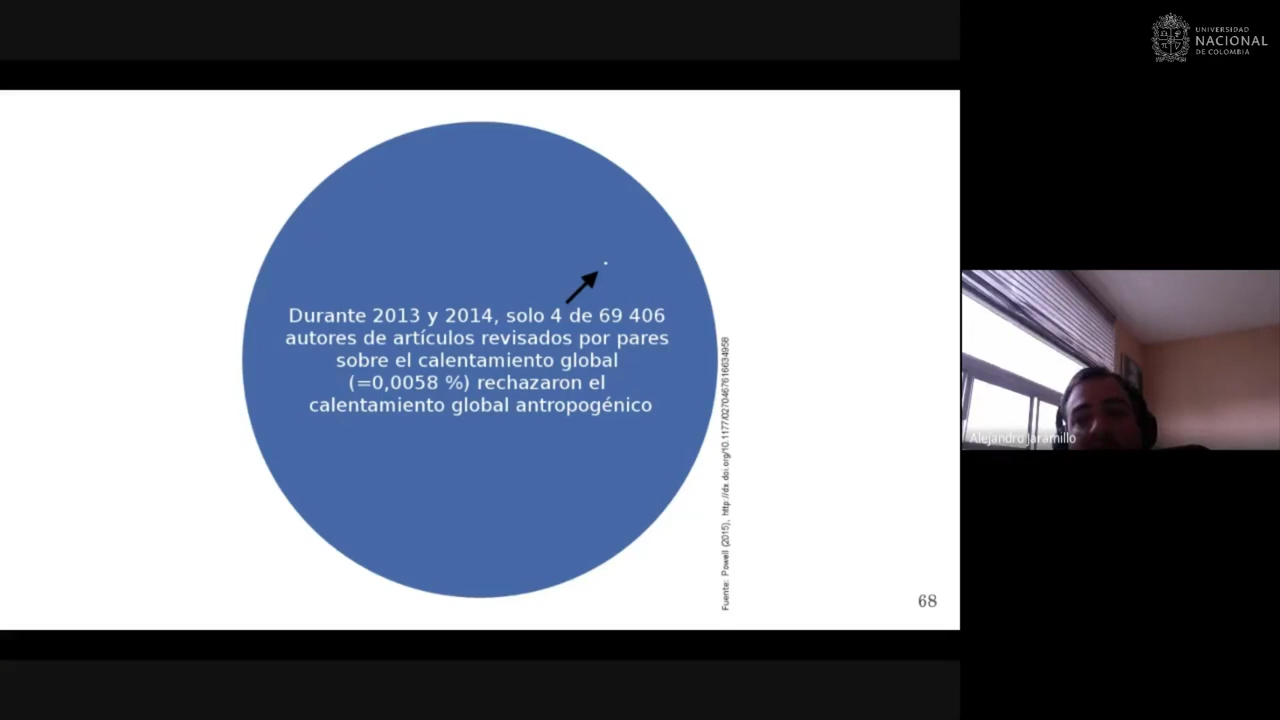 UNIVERSIDAD
NACIONAL
DE COLOMBIA
Durante 2013 y 2014, solo 4 de 69 406
autores de artículos revisados por pares
sobre el calentamiento global
(=0,0058 %) rechazaron el
calentamiento global antropogénico
Fuente: Powell (2015), http://dx.doi.org/10.1177/0270467616634958
68
Alejandro Jaramillo